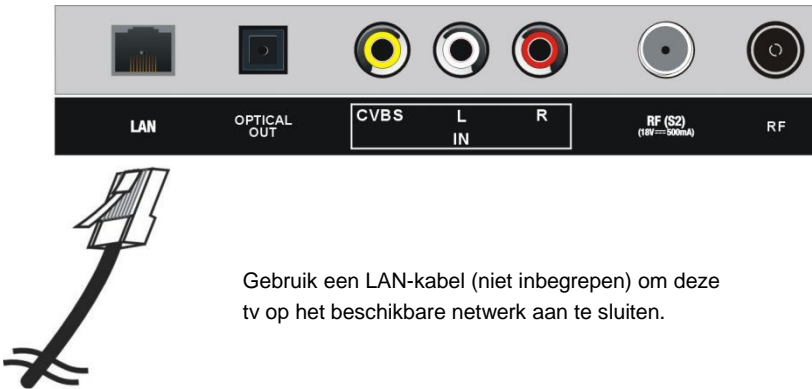 LAN
OPTICAL
OUT
CVBS L R
IN
RF (S2)
(18V⎓500mA)
RF
Gebruik een LAN-kabel (niet inbegrepen) om deze
tv op het beschikbare netwerk aan te sluiten.